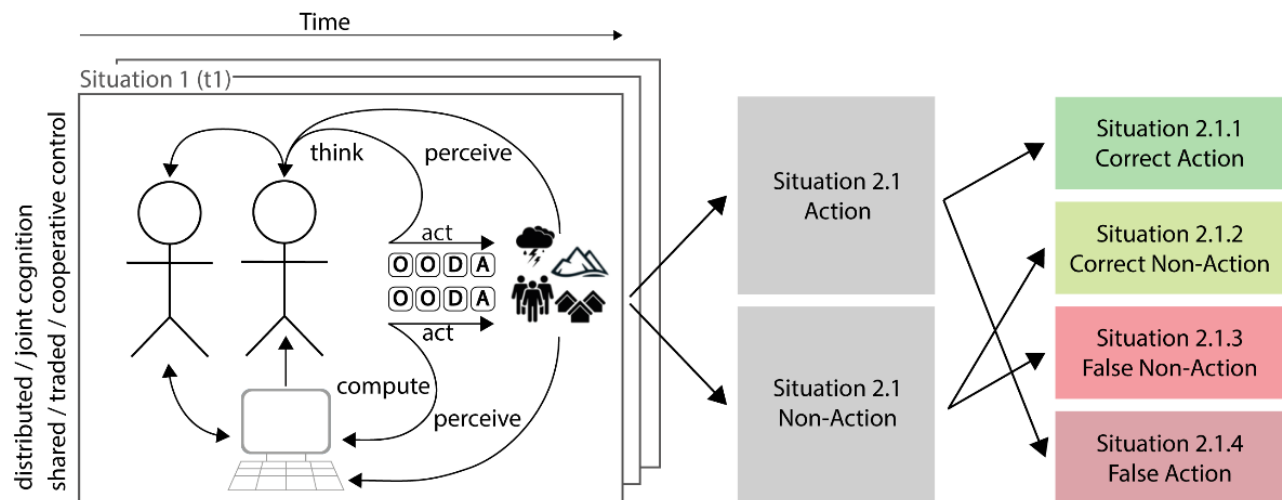 Time
Situation 1 (t1)
distributed / joint cognition
shared / traded / cooperative control
think
perceive
act
O O D A
O O D A
act
compute
perceive
Situation 2.1
Action
Situation 2.1
Non-Action
Situation 2.1.1
Correct Action
Situation 2.1.2
Correct Non-Action
Situation 2.1.3
False Non-Action
Situation 2.1.4
False Action